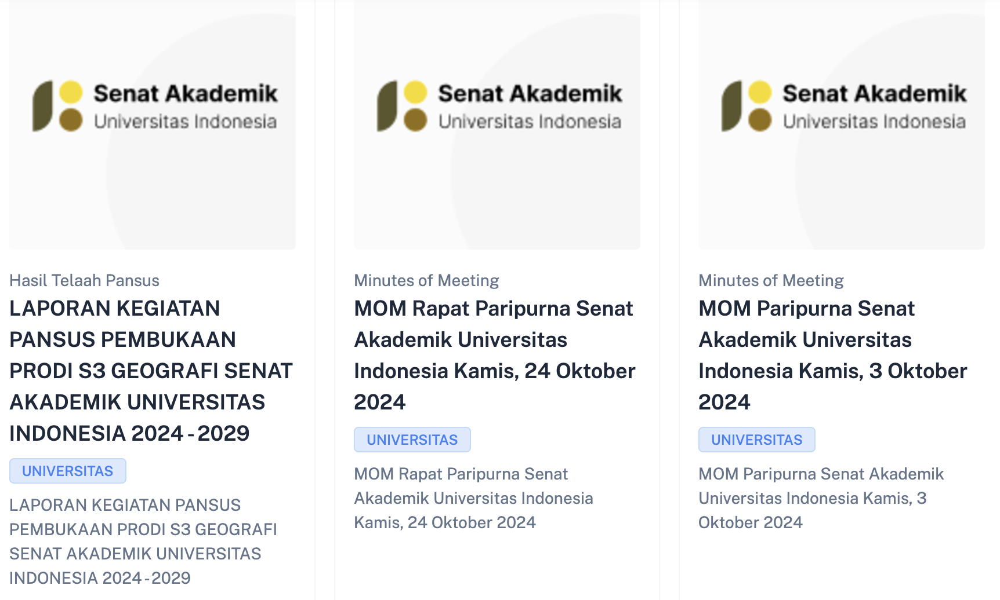 Senat Akademik
Universitas Indonesia
Hasil Telaah Pansus
LAPORAN KEGIATAN
PANSUS PEMBUKAAN
PRODI S3 GEOGRAFI SENAT
AKADEMIK UNIVERSITAS
INDONESIA 2024-2029
UNIVERSITAS
LAPORAN KEGIATAN PANSUS
PEMBUKAAN PRODI S3 GEOGRAFI
SENAT AKADEMIK UNIVERSITAS
INDONESIA 2024-2029
Senat Akademik
Universitas Indonesia
Minutes of Meeting
MOM Rapat Paripurna Senat
Akademik Universitas
Indonesia Kamis, 24 Oktober
2024
UNIVERSITAS
MOM Rapat Paripurna Senat
Akademik Universitas Indonesia
Kamis, 24 Oktober 2024
Senat Akademik
Universitas Indonesia
Minutes of Meeting
MOM Paripurna Senat
Akademik Universitas
Indonesia Kamis, 3 Oktober
2024
UNIVERSITAS
MOM Paripurna Senat Akademik
Universitas Indonesia Kamis, 3
Oktober 2024